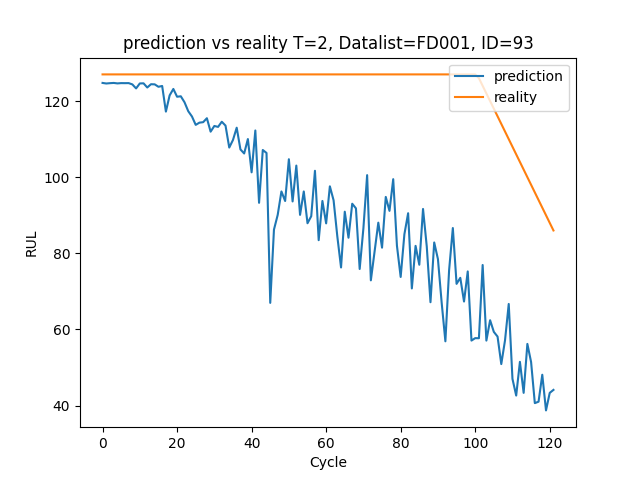 prediction vs reality T=2, Datalist=FD001, ID=93
prediction
reality
RUL
120
100
80
60
40
0 20 40 60 80 100 120
Cycle